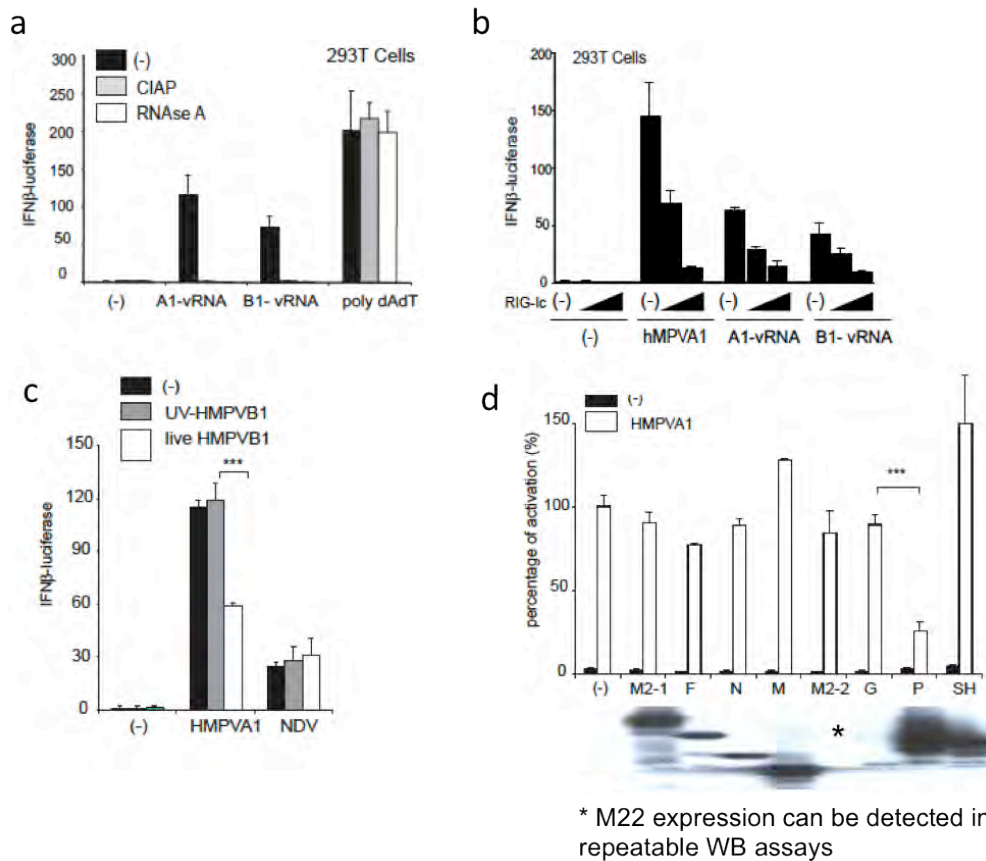 a
300
250
200
150
100
50
0
IFNβ-luciferase
(-)
CIAP
RNAse A
293T Cells
(-) A1-vRNA B1- vRNA poly dAdT
b
200
150
100
50
0
IFNβ-luciferase
293T Cells
RIG-Ic (-) (-) (-) (-)
(-) hMPVA1 A1-vRNA B1- vRNA
c
(-)
UV-HMPVB1
live HMPVB1
150
120
90
60
30
0
IFNβ-luciferase
***
(-) HMPVA1 NDV
d
(-)
HMPVA1
150
100
50
0
percentage of activation (%)
***
(-) M2-1 F N M M2-2 G P SH
*
* M22 expression can be detected in
repeatable WB assays